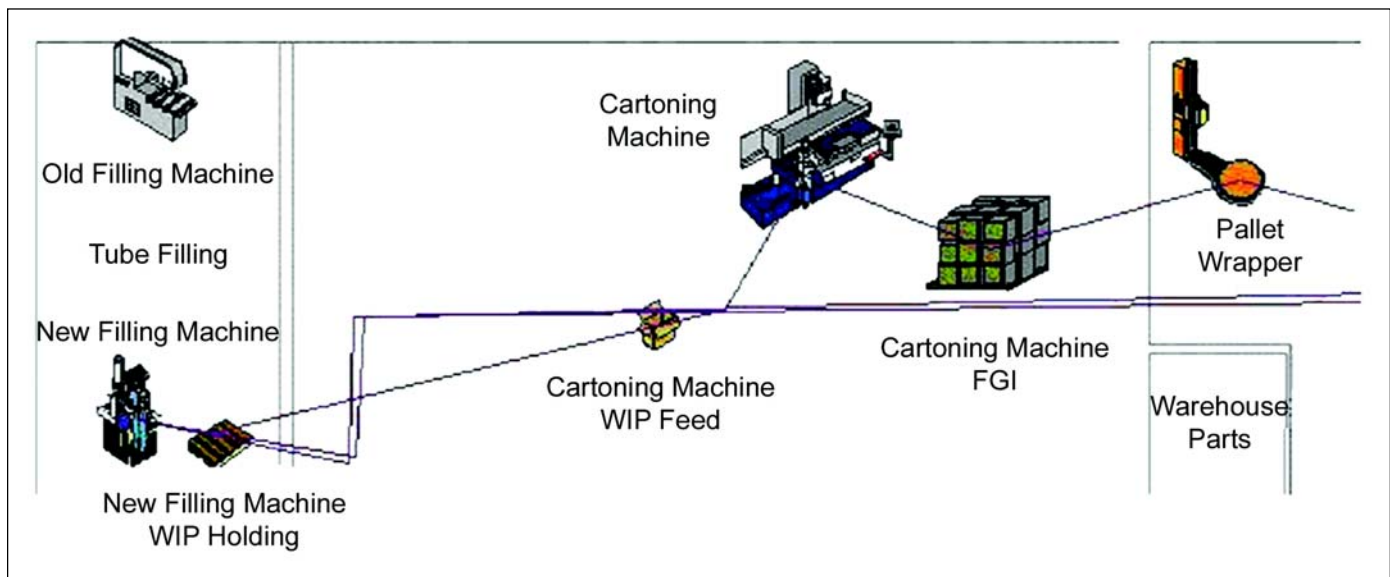 Old Filling Machine
Tube Filling
New Filling Machine
New Filling Machine
WIP Holding
Cartoning
Machine
Cartoning Machine
WIP Feed
Cartoning Machine
FGI
Pallet
Wrapper
Warehouse
Parts